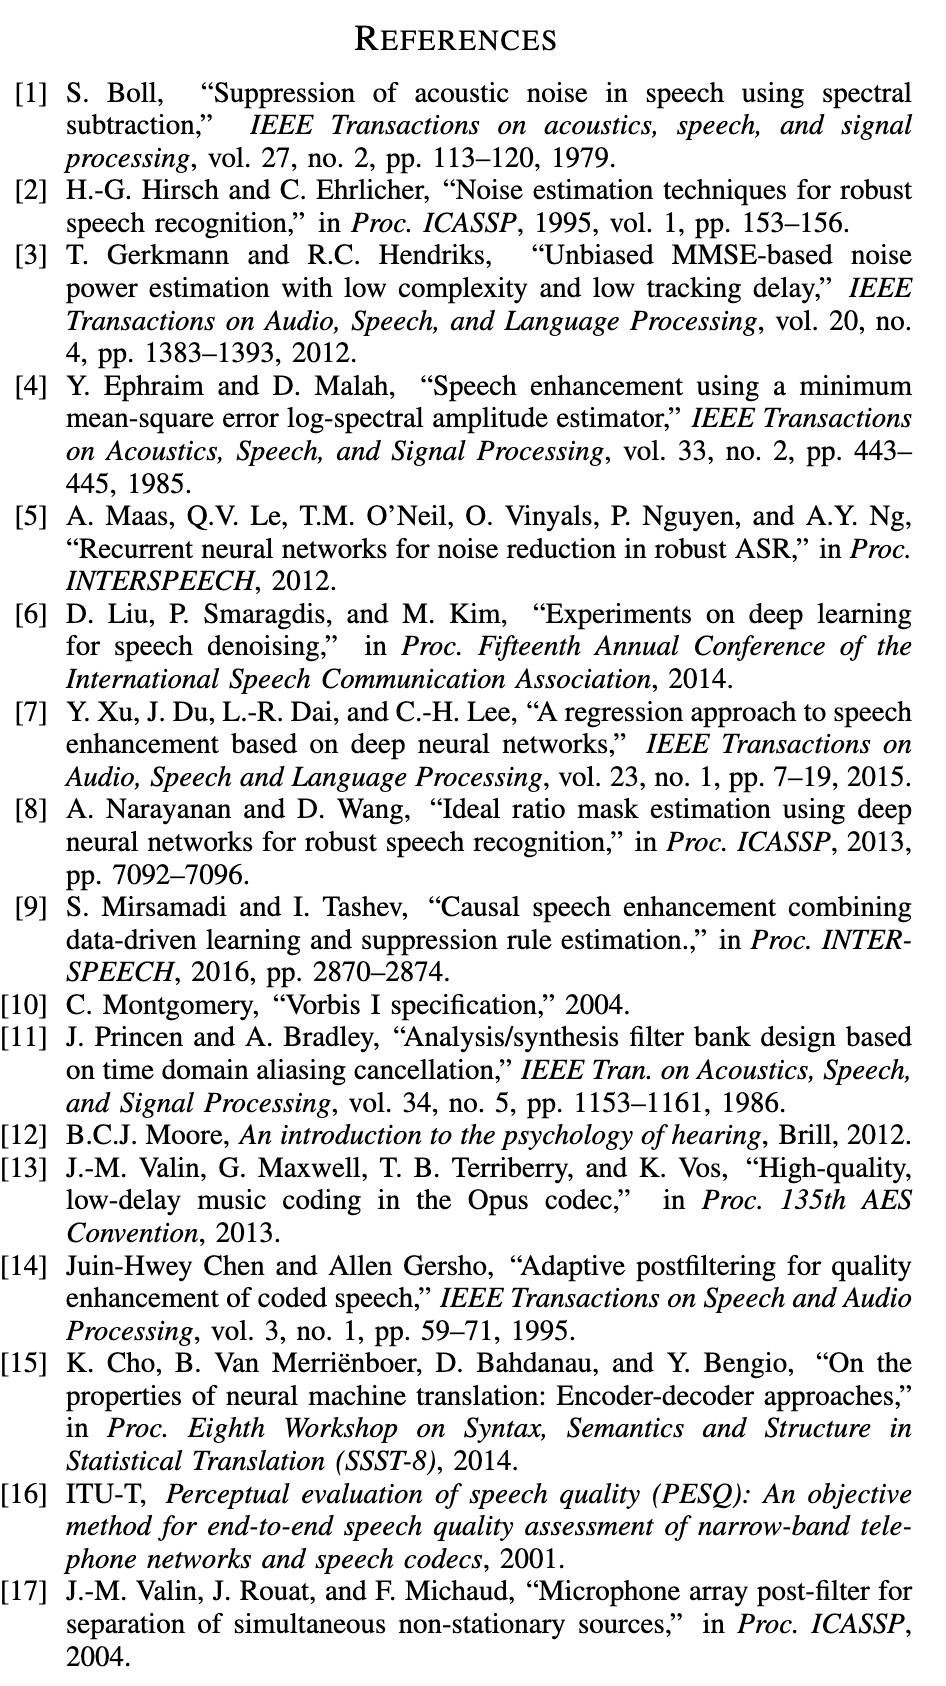 REFERENCES
[1] S. Boll, “Suppression of acoustic noise in speech using spectral
subtraction,” IEEE Transactions on acoustics, speech, and signal
processing, vol. 27, no. 2, pp. 113–120, 1979.
[2] H.-G. Hirsch and C. Ehrlicher, “Noise estimation techniques for robust
speech recognition,” in Proc. ICASSP, 1995, vol. 1, pp. 153–156.
[3] T. Gerkmann and R.C. Hendriks, “Unbiased MMSE-based noise
power estimation with low complexity and low tracking delay,” IEEE
Transactions on Audio, Speech, and Language Processing, vol. 20, no.
4, pp. 1383–1393, 2012.
[4] Y. Ephraim and D. Malah, “Speech enhancement using a minimum
mean-square error log-spectral amplitude estimator,” IEEE Transactions
on Acoustics, Speech, and Signal Processing, vol. 33, no. 2, pp. 443–
445, 1985.
[5] A. Maas, Q.V. Le, T.M. O’Neil, O. Vinyals, P. Nguyen, and A.Y. Ng,
“Recurrent neural networks for noise reduction in robust ASR,” in Proc.
INTERSPEECH, 2012.
[6] D. Liu, P. Smaragdis, and M. Kim, “Experiments on deep learning
for speech denoising,” in Proc. Fifteenth Annual Conference of the
International Speech Communication Association, 2014.
[7] Y. Xu, J. Du, L.-R. Dai, and C.-H. Lee, “A regression approach to speech
enhancement based on deep neural networks,” IEEE Transactions on
Audio, Speech and Language Processing, vol. 23, no. 1, pp. 7–19, 2015.
[8] A. Narayanan and D. Wang, “Ideal ratio mask estimation using deep
neural networks for robust speech recognition,” in Proc. ICASSP, 2013,
pp. 7092–7096.
[9] S. Mirsamadi and I. Tashev, “Causal speech enhancement combining
data-driven learning and suppression rule estimation.,” in Proc. INTER-
SPEECH, 2016, pp. 2870–2874.
[10] C. Montgomery, “Vorbis I specification,” 2004.
[11] J. Princen and A. Bradley, “Analysis/synthesis filter bank design based
on time domain aliasing cancellation,” IEEE Tran. on Acoustics, Speech,
and Signal Processing, vol. 34, no. 5, pp. 1153–1161, 1986.
[12] B.C.J. Moore, An introduction to the psychology of hearing, Brill, 2012.
[13] J.-M. Valin, G. Maxwell, T. B. Terriberry, and K. Vos, “High-quality,
low-delay music coding in the Opus codec,” in Proc. 135th AES
Convention, 2013.
[14] Juin-Hwey Chen and Allen Gersho, “Adaptive postfiltering for quality
enhancement of coded speech,” IEEE Transactions on Speech and Audio
Processing, vol. 3, no. 1, pp. 59–71, 1995.
[15] K. Cho, B. Van Merriënboer, D. Bahdanau, and Y. Bengio, “On the
properties of neural machine translation: Encoder-decoder approaches,”
in Proc. Eighth Workshop on Syntax, Semantics and Structure in
Statistical Translation (SSST-8), 2014.
[16] ITU-T, Perceptual evaluation of speech quality (PESQ): An objective
method for end-to-end speech quality assessment of narrow-band tele-
phone networks and speech codecs, 2001.
[17] J.-M. Valin, J. Rouat, and F. Michaud, “Microphone array post-filter for
separation of simultaneous non-stationary sources,” in Proc. ICASSP,
2004.